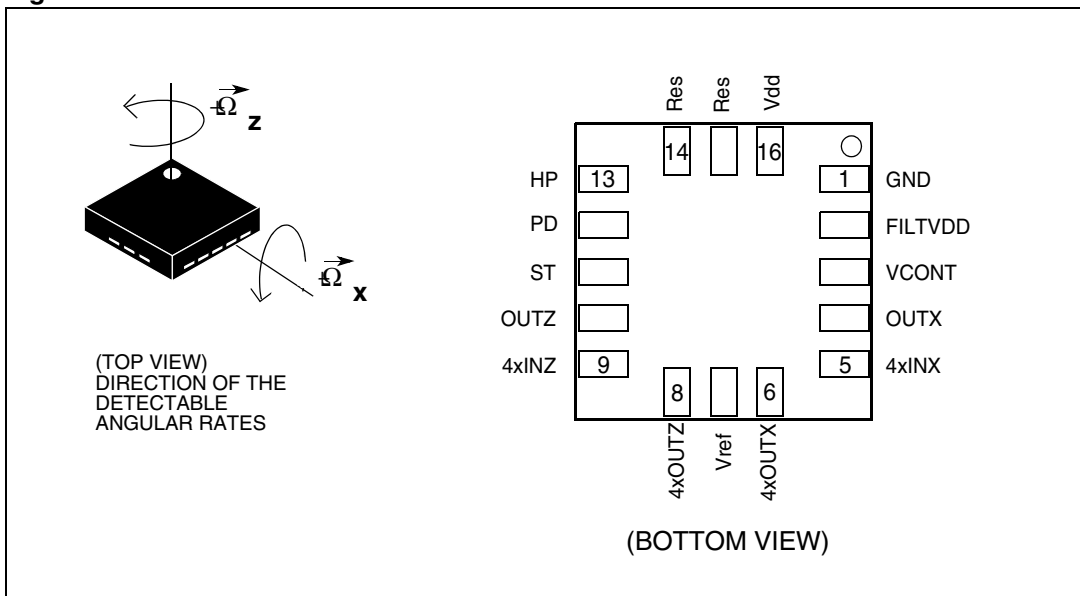 +Ω z
+Ω x
(TOP VIEW)
DIRECTION OF THE
DETECTABLE
ANGULAR RATES
Res Res Vdd
14 16
HP 13 1 GND
PD FILTVDD
ST VCONT
OUTZ OUTX
4xINZ 9 5 4xINX
8 6
4xOUTZ Vref 4xOUTX
(BOTTOM VIEW)